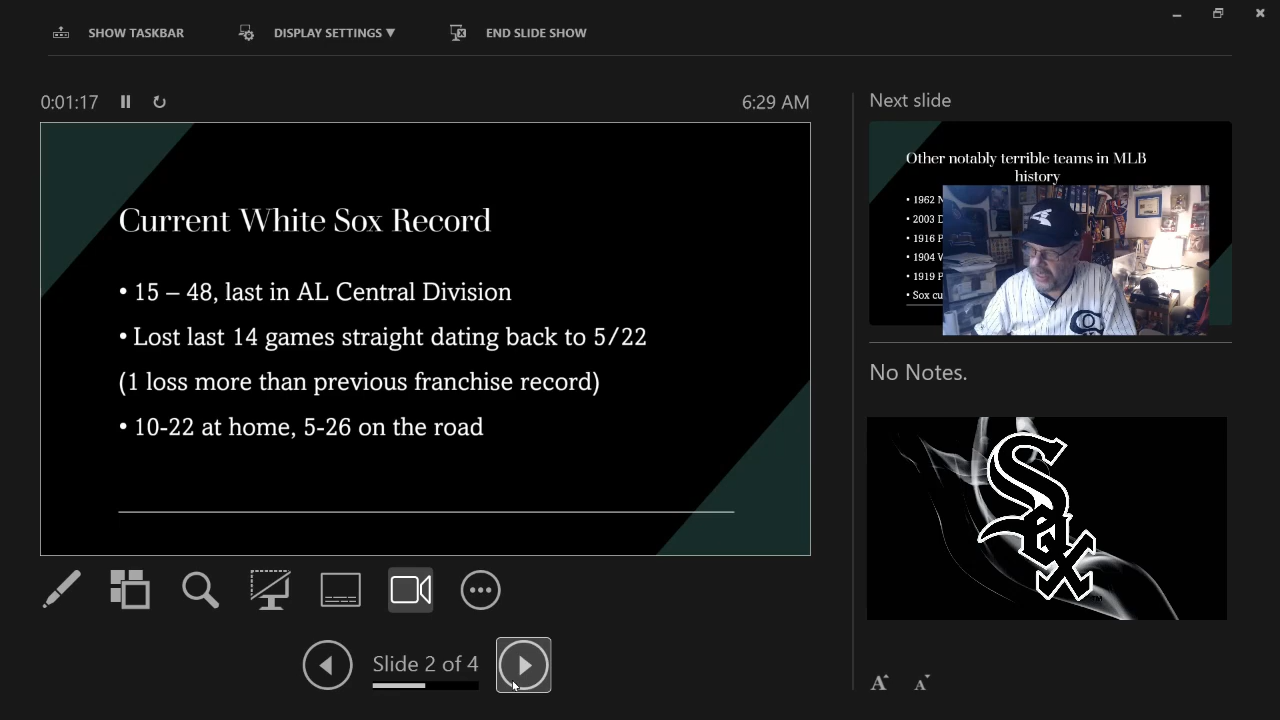 SHOW TASKBAR
DISPLAY SETTINGS ▼
END SLIDE SHOW
0:01:17
6:29 AM
Current White Sox Record
• 15 – 48, last in AL Central Division
• Lost last 14 games straight dating back to 5/22
(1 loss more than previous franchise record)
• 10-22 at home, 5-26 on the road
Slide 2 of 4
Next slide
Other notably terrible teams in MLB
history
• 1962
• 2003
• 1916
• 1904
• 1919
• Sox
No Notes.
Sox
TM
A A